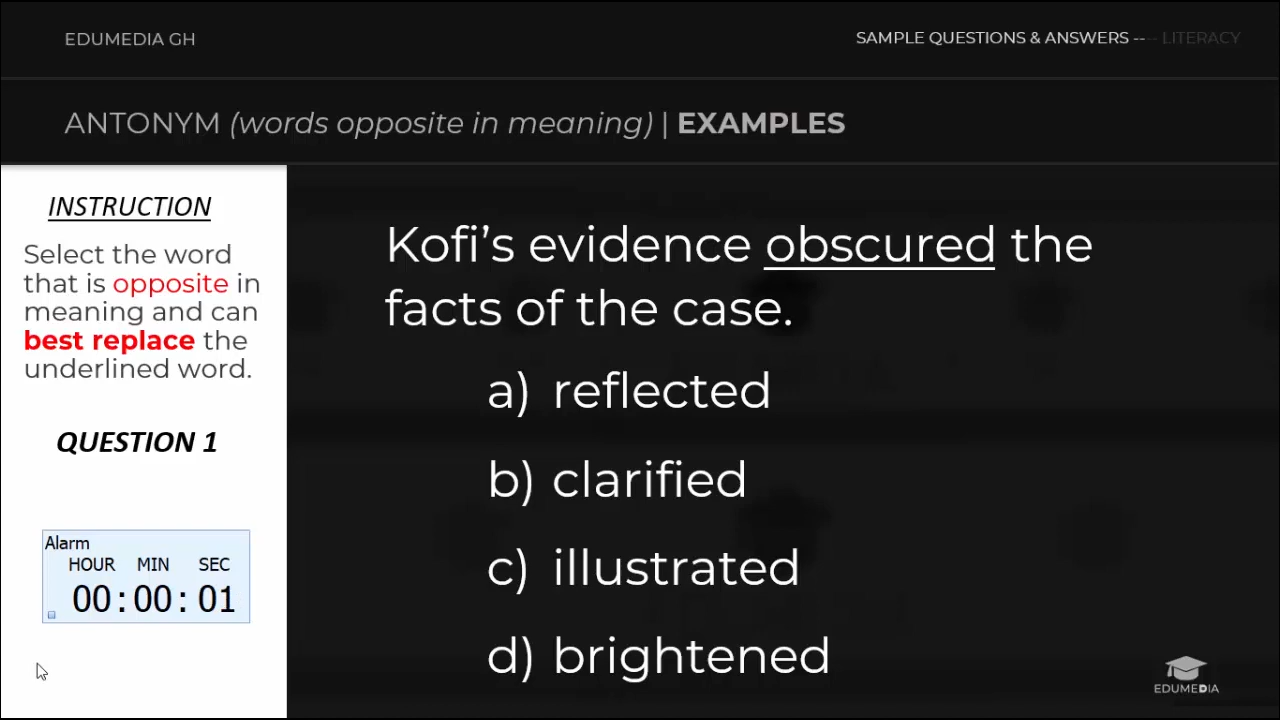 EDUMEDIA GH
SAMPLE QUESTIONS & ANSWERS ---- LITERACY
ANTONYM (words opposite in meaning) | EXAMPLES
INSTRUCTION
Select the word
that is opposite in
meaning and can
best replace the
underlined word.
QUESTION 1
Alarm
HOUR MIN SEC
00:00:01
Kofi’s evidence obscured the
facts of the case.
a) reflected
b) clarified
c) illustrated
d) brightened
EDUMEDIA